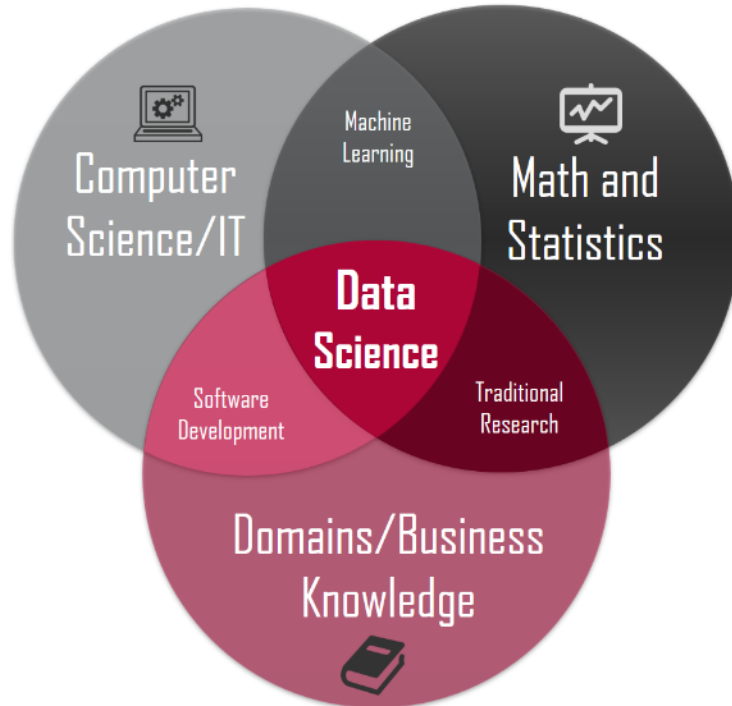 Computer
Science/IT
Machine
Learning
Math and
Statistics
Data
Science
Software
Development
Traditional
Research
Domains/Business
Knowledge